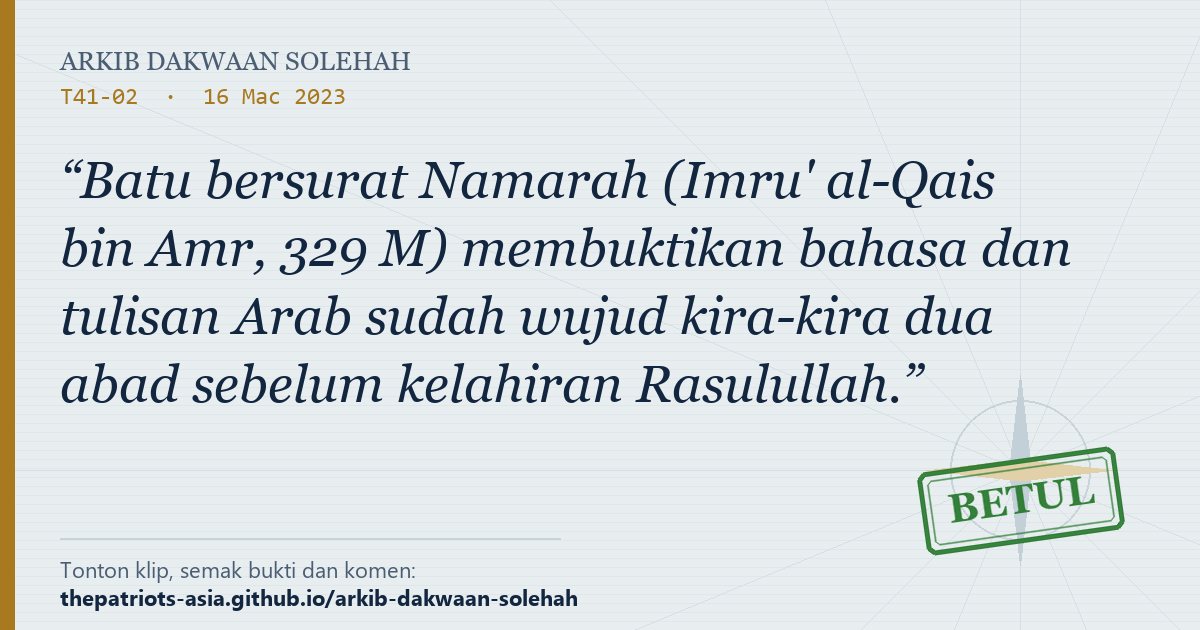 ARKIB DAKWAAN SOLEHAH
T41-02 · 16 Mac 2023
“Batu bersurat Namarah (Imru' al-Qais
bin Amr, 329 M) membuktikan bahasa dan
tulisan Arab sudah wujud kira-kira dua
abad sebelum kelahiran Rasulullah.”
BETUL
Tonton klip, semak bukti dan komen:
thepatriots-asia.github.io/arkib-dakwaan-solehah